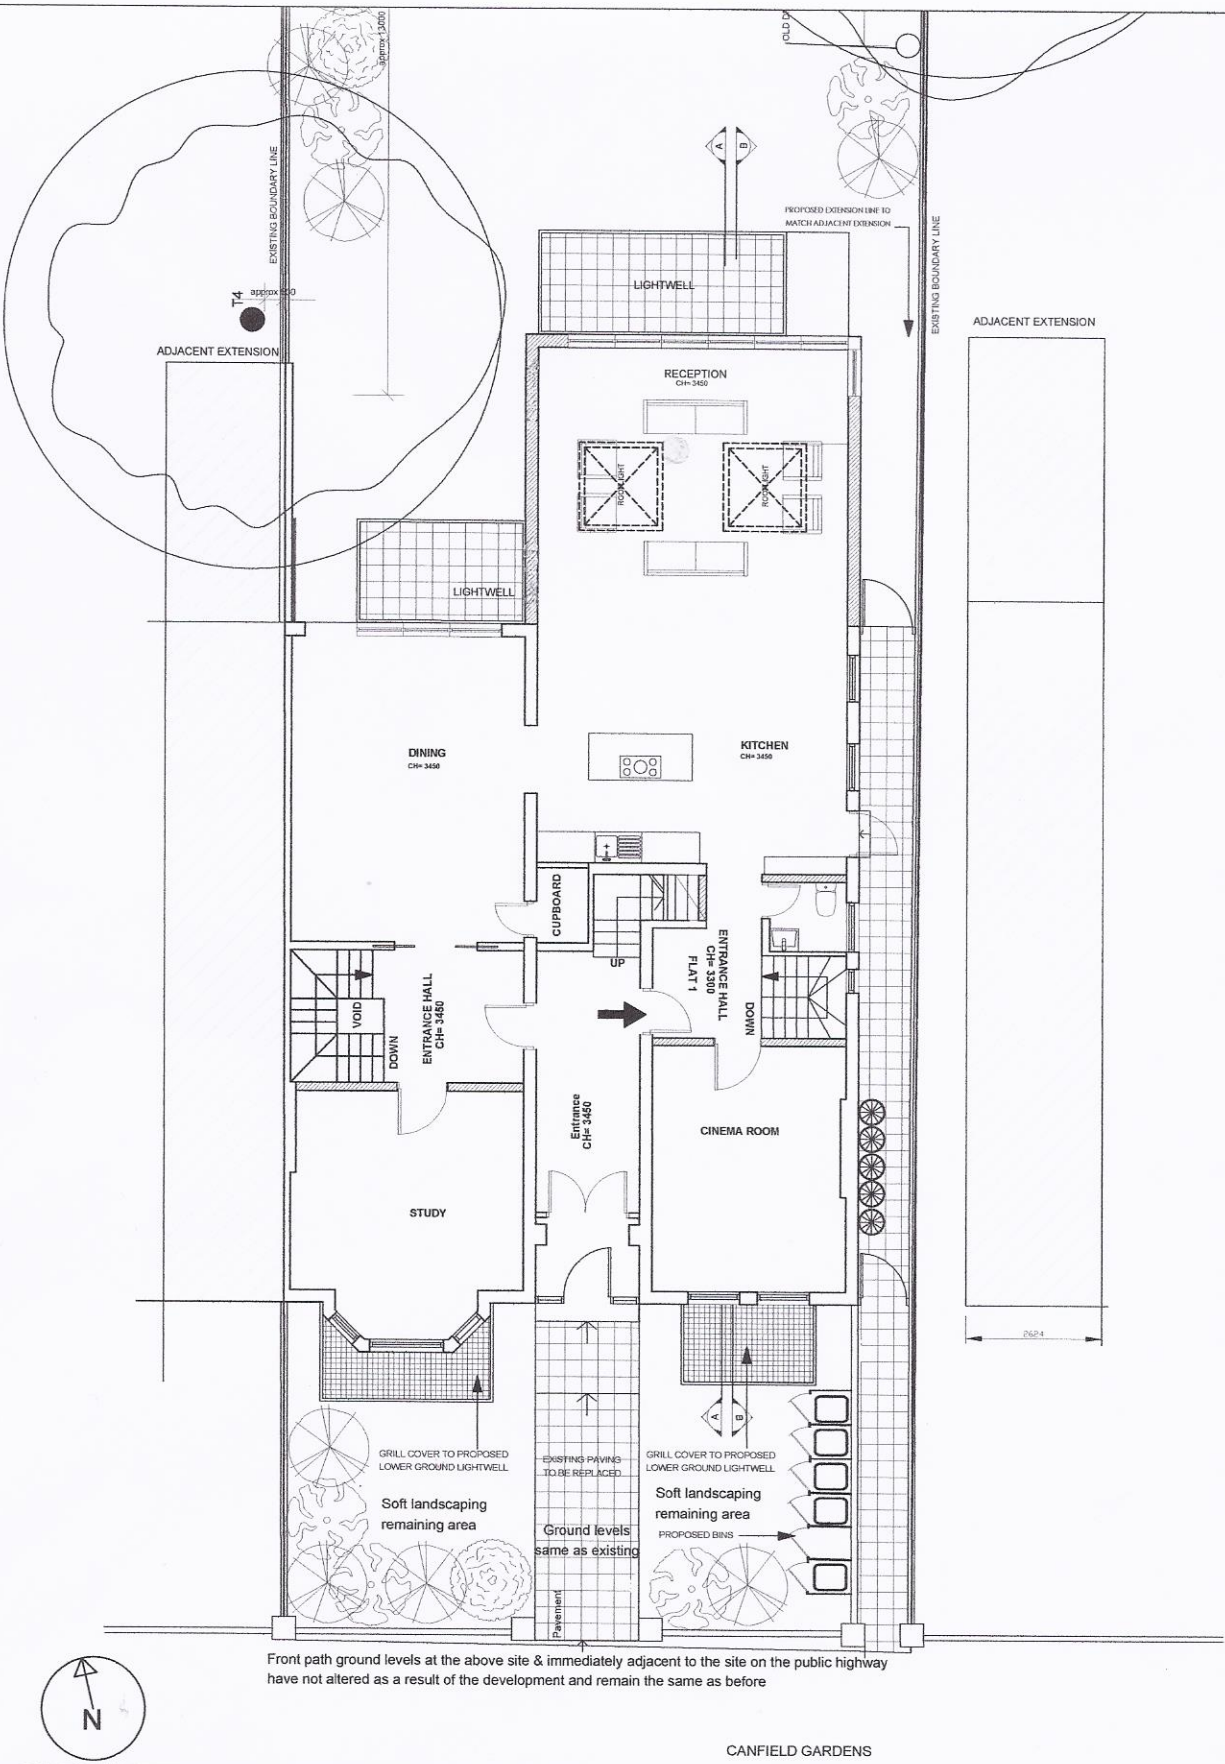 approx 13000
OLD
EXISTING BOUNDARY LINE
A
B
PROPOSED EXTENSION LINE TO
MATCH ADJACENT EXTENSION
EXISTING BOUNDARY LINE
LIGHTWELL
T4
approx
ADJACENT EXTENSION
ADJACENT EXTENSION
RECEPTION
CH= 3450
ROOFLIGHT
ROOFLIGHT
LIGHTWELL
DINING
CH= 3450
KITCHEN
CH= 3450
CUPBOARD
UP
ENTRANCE HALL
CH= 3300
FLAT 1
VOID
DOWN
ENTRANCE HALL
CH= 3450
DOWN
Entrance
CH= 3450
CINEMA ROOM
STUDY
2624
A
B
GRILL COVER TO PROPOSED
LOWER GROUND LIGHTWELL
EXISTING PAVING
TO BE REPLACED
GRILL COVER TO PROPOSED
LOWER GROUND LIGHTWELL
Soft landscaping
remaining area
Soft landscaping
remaining area
PROPOSED BINS
Ground levels
same as existing
Pavement
Front path ground levels at the above site & immediately adjacent to the site on the public highway
have not altered as a result of the development and remain the same as before
N
CANFIELD GARDENS